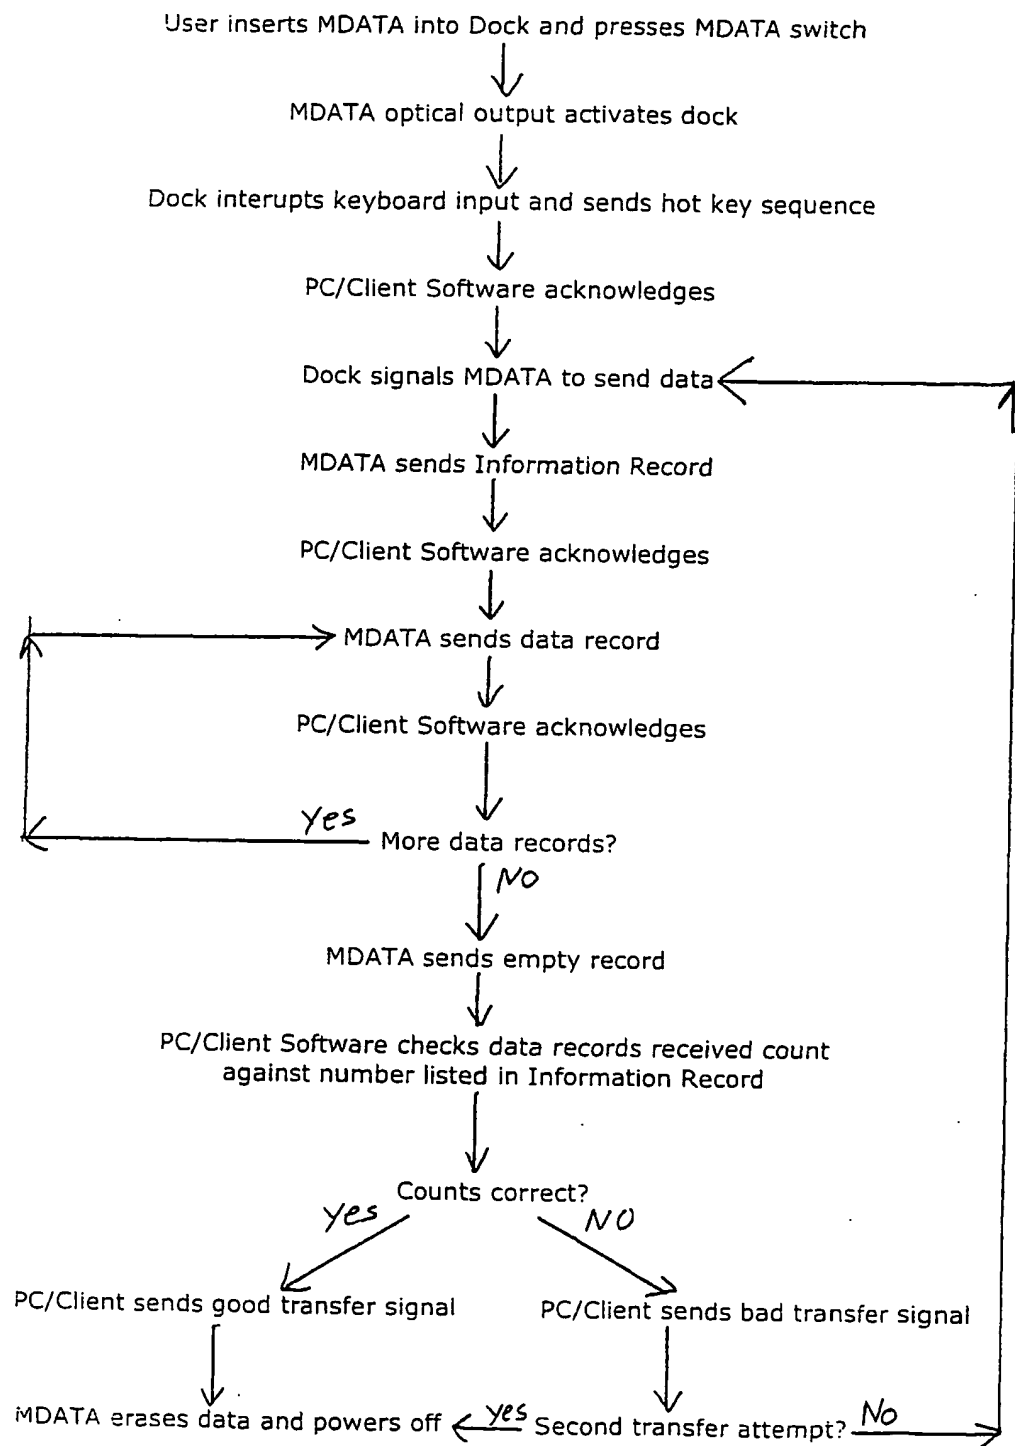 User inserts MDATA into Dock and presses MDATA switch
MDATA optical output activates dock
Dock interupts keyboard input and sends hot key sequence
PC/Client Software acknowledges
Dock signals MDATA to send data
MDATA sends Information Record
PC/Client Software acknowledges
MDATA sends data record
PC/Client Software acknowledges
Yes
More data records?
NO
MDATA sends empty record
PC/Client Software checks data records received count
against number listed in Information Record
Counts correct?
Yes
NO
PC/Client sends good transfer signal
PC/Client sends bad transfer signal
MDATA erases data and powers off
yes
Second transfer attempt?
No